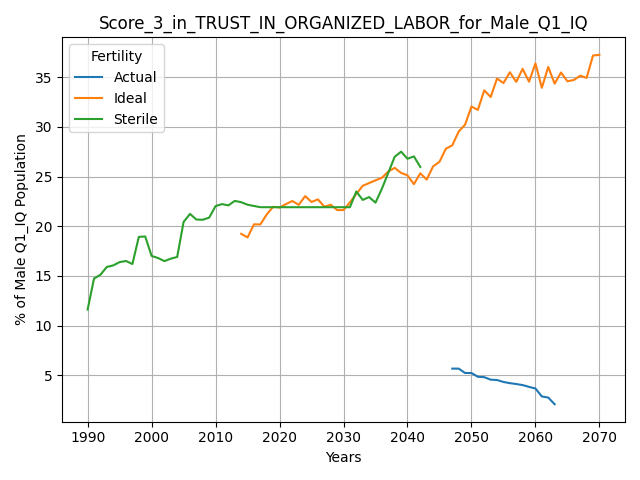 Score_3_in_TRUST_IN_ORGANIZED_LABOR_for_Male_Q1_IQ
Fertility
Actual
Ideal
Sterile
% of Male Q1_IQ Population
35
30
25
20
15
10
5
1990 2000 2010 2020 2030 2040 2050 2060 2070
Years